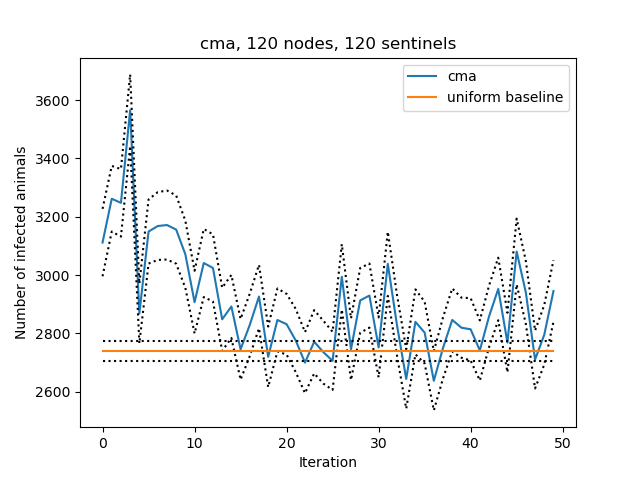 cma, 120 nodes, 120 sentinels
cma
uniform baseline
Number of infected animals
3600
3400
3200
3000
2800
2600
0
10
20
30
40
50
Iteration